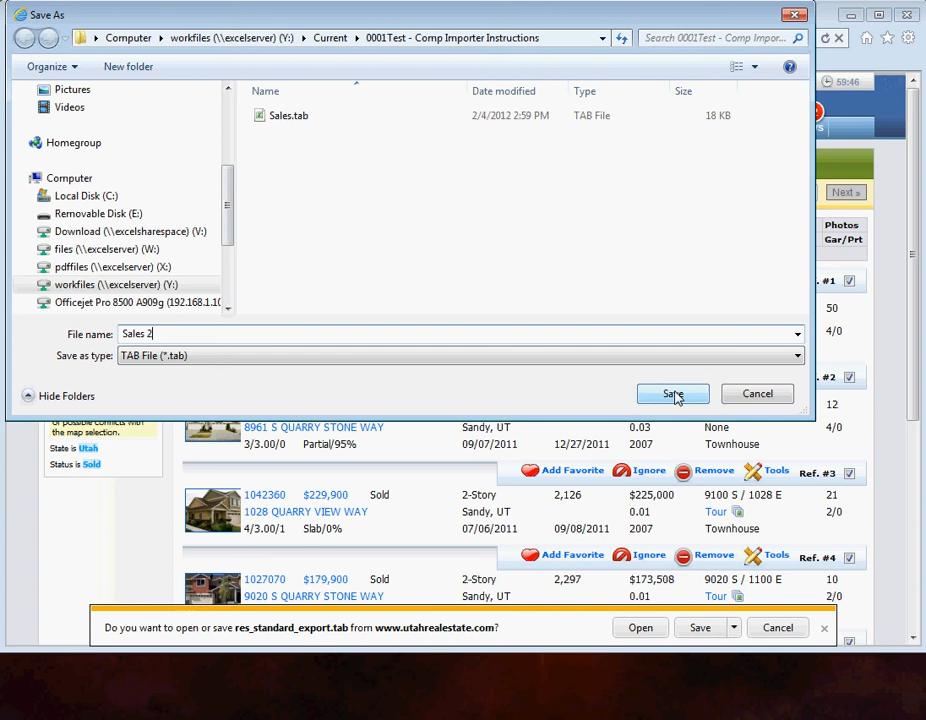 Save As
Computer ▸ workfiles (\\excelserver) (Y:) ▸ Current ▸ 0001Test - Comp Importer Instructions
Search 0001Test - Comp Impor...
Organize
New folder
Pictures
Videos
Homegroup
Computer
Local Disk (C:)
Removable Disk (E:)
Download (\\excelsharespace) (V:)
files (\\excelserver) (W:)
pdffiles (\\excelserver) (X:)
workfiles (\\excelserver) (Y:)
Officejet Pro 8500 A909g (192.168.1.10
Name Date modified Type Size
Sales.tab 2/4/2012 2:59 PM TAB File 18 KB
File name: Sales 2
Save as type: TAB File (*.tab)
Hide Folders
Save Cancel
59:46
Next »
Photos
Gar/Prt
#1
50
4/0
#2
12
4/0
the map selection.
State is Utah
Status is Sold
8961 S QUARRY STONE WAY Sandy, UT 0.03 None
3/3.00/0 Partial/95% 09/07/2011 12/27/2011 2007 Townhouse
Add Favorite Ignore Remove Tools Ref. #3
1042360 $229,900 Sold 2-Story 2,126 $225,000 9100 S / 1028 E 21
1028 QUARRY VIEW WAY Sandy, UT 0.01 Tour 2/0
4/3.00/1 Slab/0% 07/06/2011 09/08/2011 2007 Townhouse
Add Favorite Ignore Remove Tools Ref. #4
1027070 $179,900 Sold 2-Story 2,297 $173,508 9020 S / 1100 E 10
9020 S QUARRY STONE WAY Sandy, UT 0.01 Tour 2/0
Do you want to open or save res_standard_export.tab from www.utahrealestate.com?
Open Save Cancel